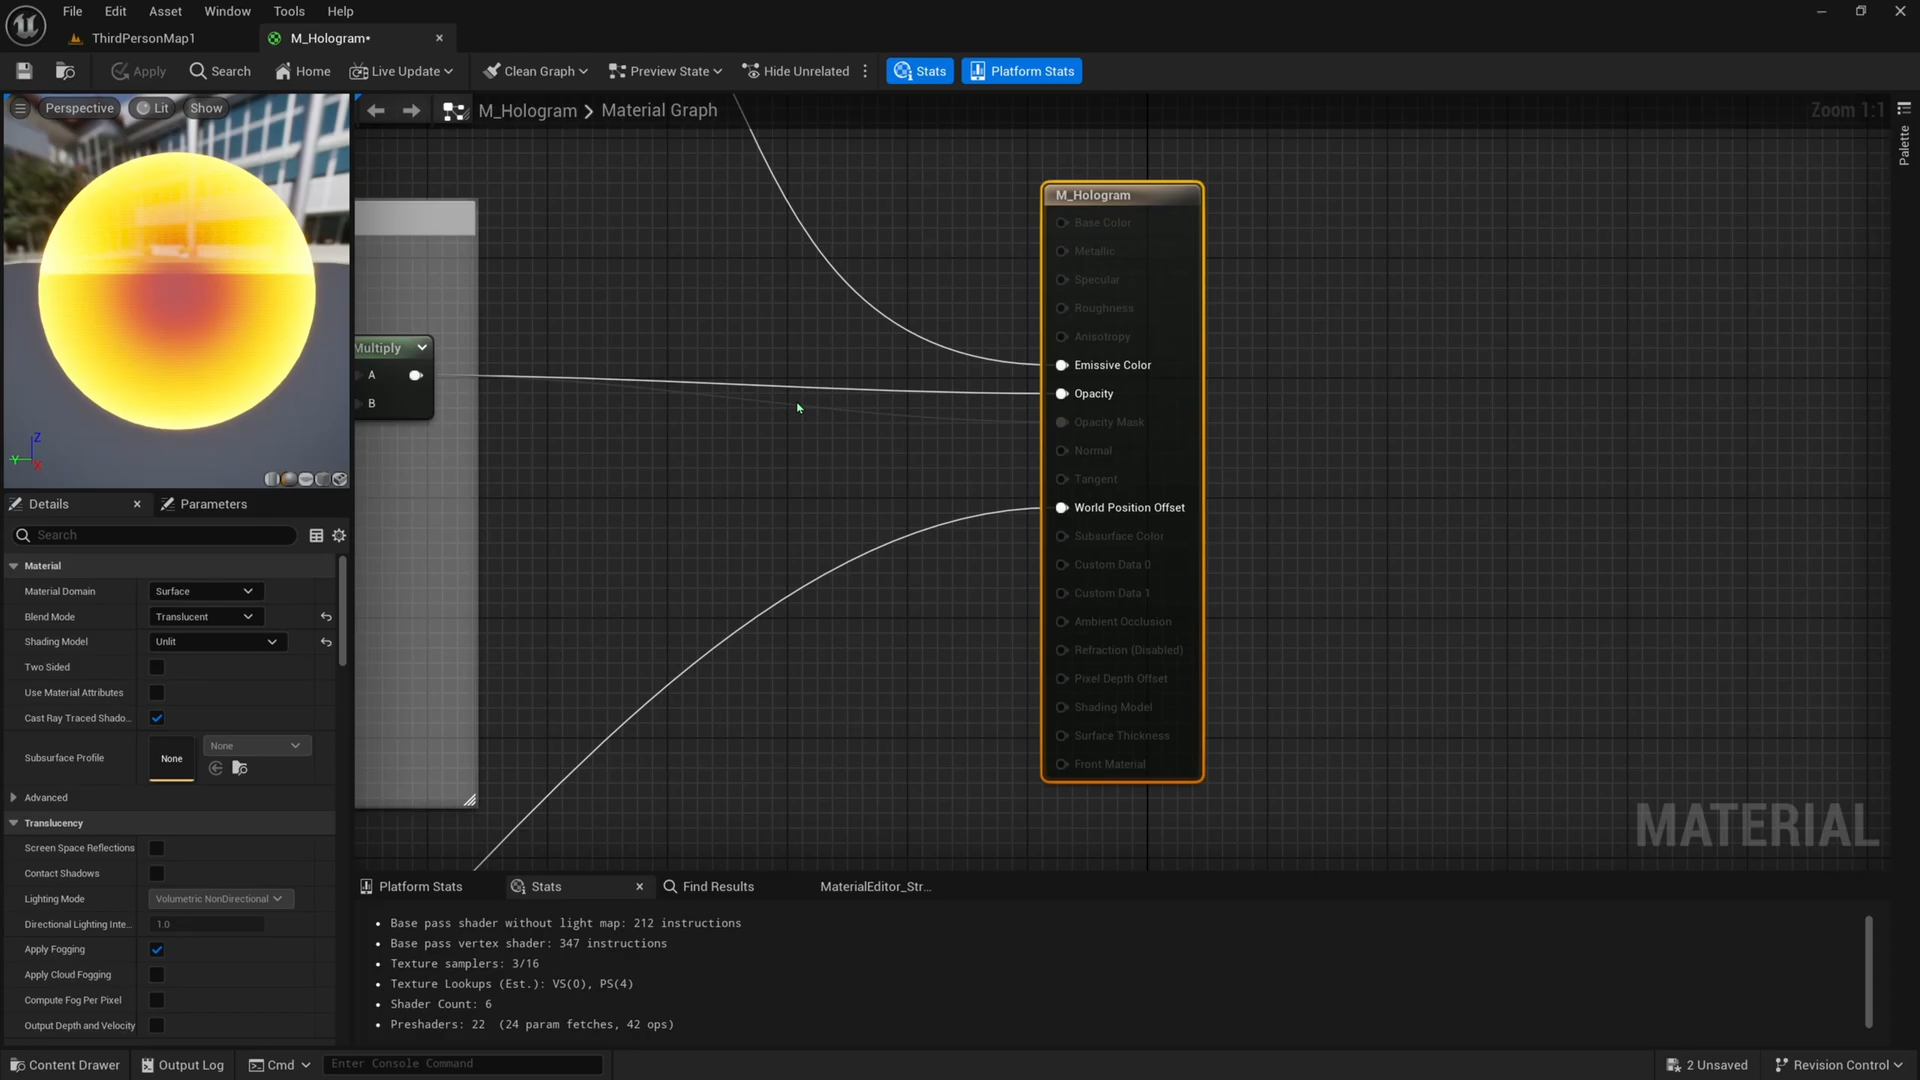 File Edit Asset Window Tools Help
ThirdPersonMap1
M_Hologram*
Apply Search Home Live Update Clean Graph Preview State Hide Unrelated Stats Platform Stats
Perspective Lit Show
M_Hologram > Material Graph
Zoom 1:1
Palette
Z
Y
X
Multiply
A
B
M_Hologram
Base Color
Metallic
Specular
Roughness
Anisotropy
Emissive Color
Opacity
Opacity Mask
Normal
Tangent
World Position Offset
Subsurface Color
Custom Data 0
Custom Data 1
Ambient Occlusion
Refraction (Disabled)
Pixel Depth Offset
Shading Model
Surface Thickness
Front Material
MATERIAL
Details Parameters
Search
Material
Material Domain Surface
Blend Mode Translucent
Shading Model Unlit
Two Sided
Use Material Attributes
Cast Ray Traced Shado...
Subsurface Profile None None
Advanced
Translucency
Screen Space Reflections
Contact Shadows
Lighting Mode Volumetric NonDirectional
Directional Lighting Inte... 1.0
Apply Fogging
Apply Cloud Fogging
Compute Fog Per Pixel
Output Depth and Velocity
Platform Stats Stats Find Results MaterialEditor_Str...
• Base pass shader without light map: 212 instructions
• Base pass vertex shader: 347 instructions
• Texture samplers: 3/16
• Texture Lookups (Est.): VS(0), PS(4)
• Shader Count: 6
• Preshaders: 22 (24 param fetches, 42 ops)
Content Drawer Output Log Cmd Enter Console Command 2 Unsaved Revision Control